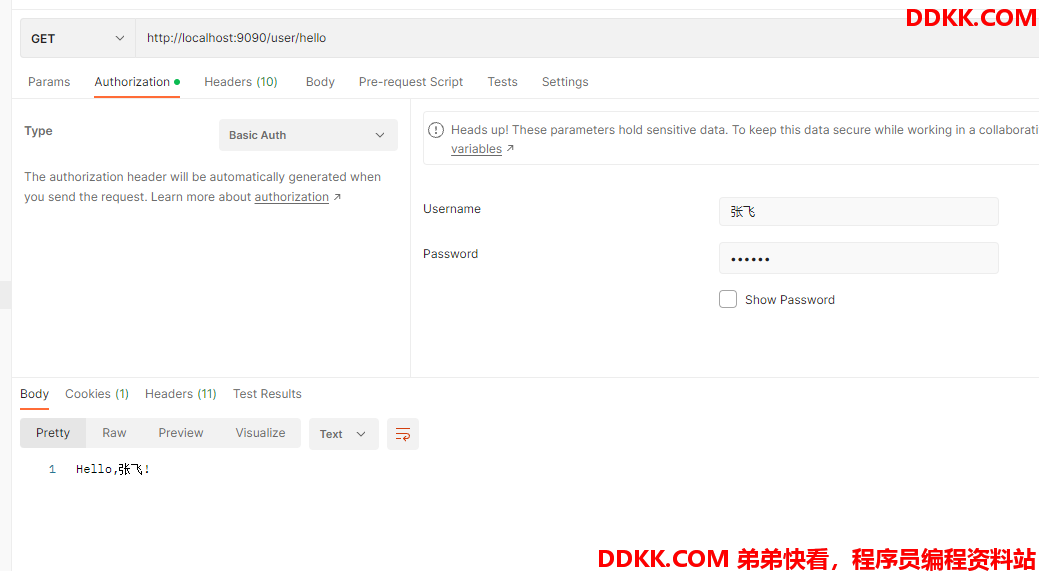 DDKK.COM
GET http://localhost:9090/user/hello
Params Authorization Headers (10) Body Pre-request Script Tests Settings
Type Basic Auth
The authorization header will be automatically generated when
you send the request. Learn more about authorization ↗
Heads up! These parameters hold sensitive data. To keep this data secure while working in a collaborati
variables ↗
Username 张飞
Password ••••••
Show Password
Body Cookies (1) Headers (11) Test Results
Pretty Raw Preview Visualize Text
1 Hello,张飞!
DDKK.COM 弟弟快看，程序员编程资料站